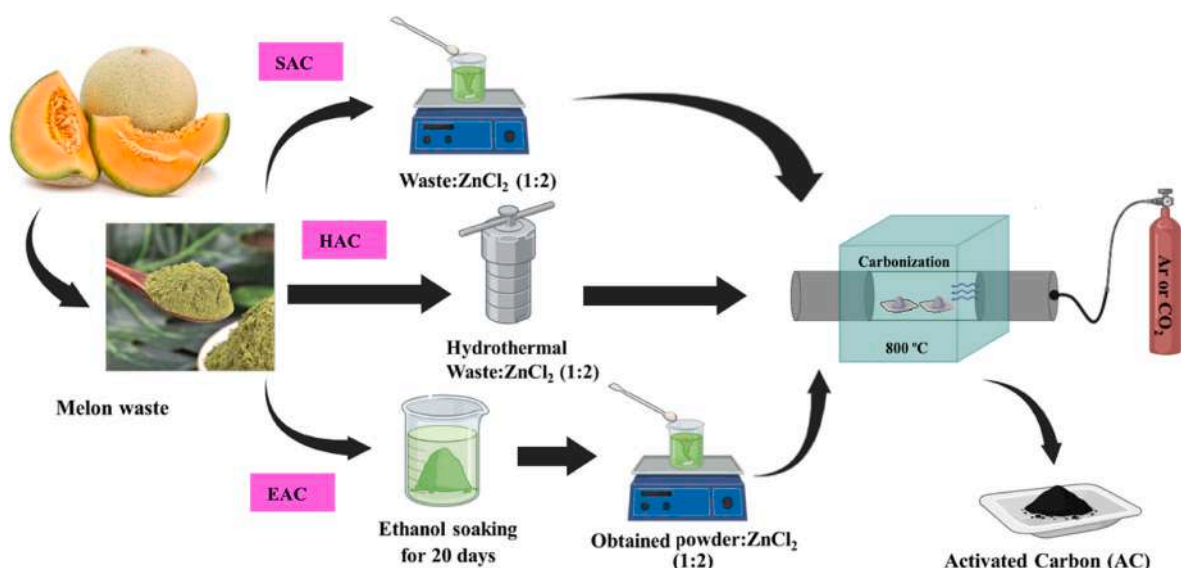 SAC
Waste:ZnCl₂ (1:2)
HAC
Hydrothermal
Waste:ZnCl₂ (1:2)
Melon waste
EAC
Ethanol soaking
for 20 days
Obtained powder:ZnCl₂
(1:2)
Carbonization
800 ºC
Ar or CO₂
Activated Carbon (AC)